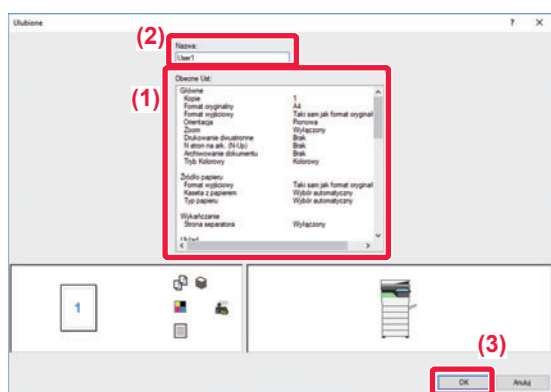 Ulubione ? ×
(2)
Nazwa:
User1
(1)
Obecne Ust:
Główne
Kopie 1
Format oryginalny A4
Format wyjściowy Taki sam jak format oryginał
Orientacja Pionowa
Zoom Wyłączony
Drukowanie dwustronne Brak
N stron na ark. (N-Up) Brak
Archiwowanie dokumentu Brak
Tryb Kolorowy Kolorowy
Źródło papieru
Format wyjściowy Taki sam jak format oryginał
Kaseta z papierem Wybór automatyczny
Typ papieru Wybór automatyczny
Wykańczanie
Strona separatora Wyłączony
Układ
1
(3)
OK Anuluj